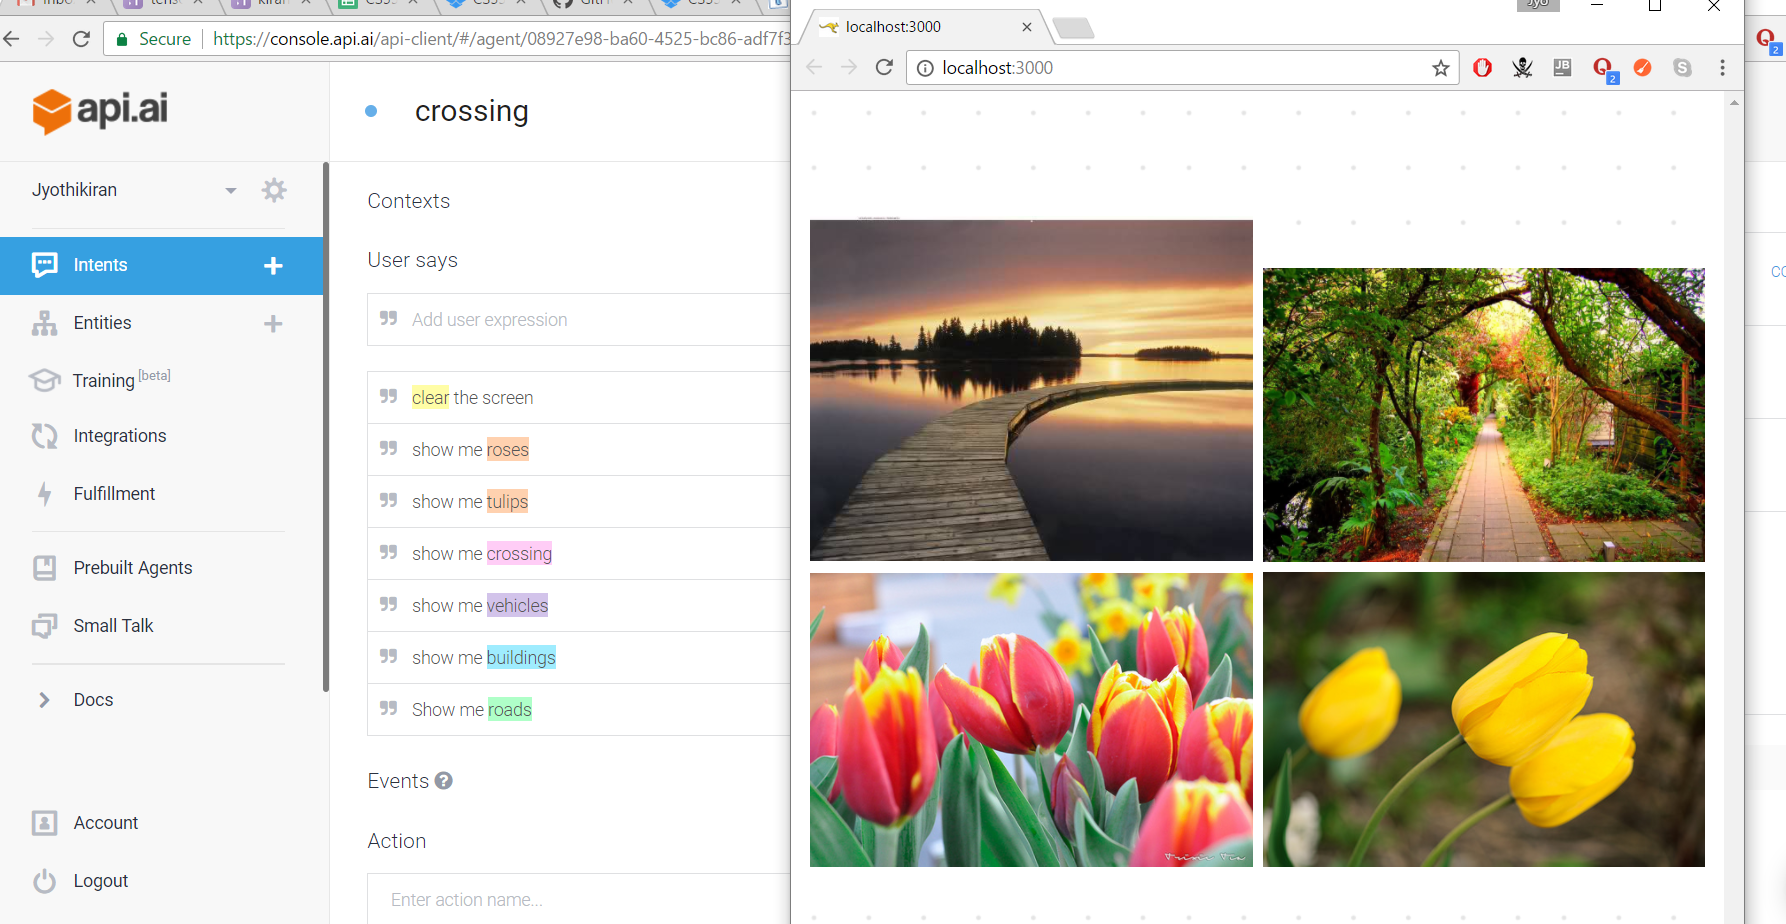 Secure
https://console.api.ai/api-client/#/agent/08927e98-ba60-4525-bc86-adf7f3
api.ai
Jyothikiran
Intents
Entities
Training [beta]
Integrations
Fulfillment
Prebuilt Agents
Small Talk
Docs
Account
Logout
crossing
Contexts
User says
Add user expression
clear the screen
show me roses
show me tulips
show me crossing
show me vehicles
show me buildings
Show me roads
Events
Action
Enter action name...
Jyo
localhost:3000
localhost:3000
JB
2
S
2